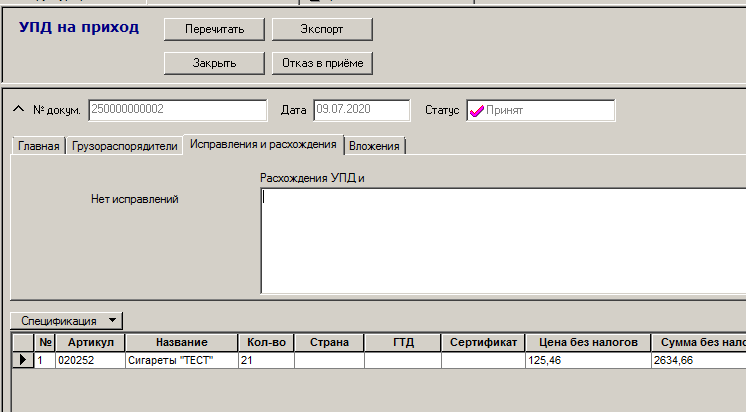 УПД на приход
Перечитать
Экспорт
Закрыть
Отказ в приёме
№ докум. 250000000002 Дата 09.07.2020 Статус Принят
Главная Грузораспорядители Исправления и расхождения Вложения
Расхождения УПД и
Нет исправлений
Спецификация
№ Артикул Название Кол-во Страна ГТД Сертификат Цена без налогов Сумма без нало
1 020252 Сигареты "ТЕСТ" 21 125,46 2634,66